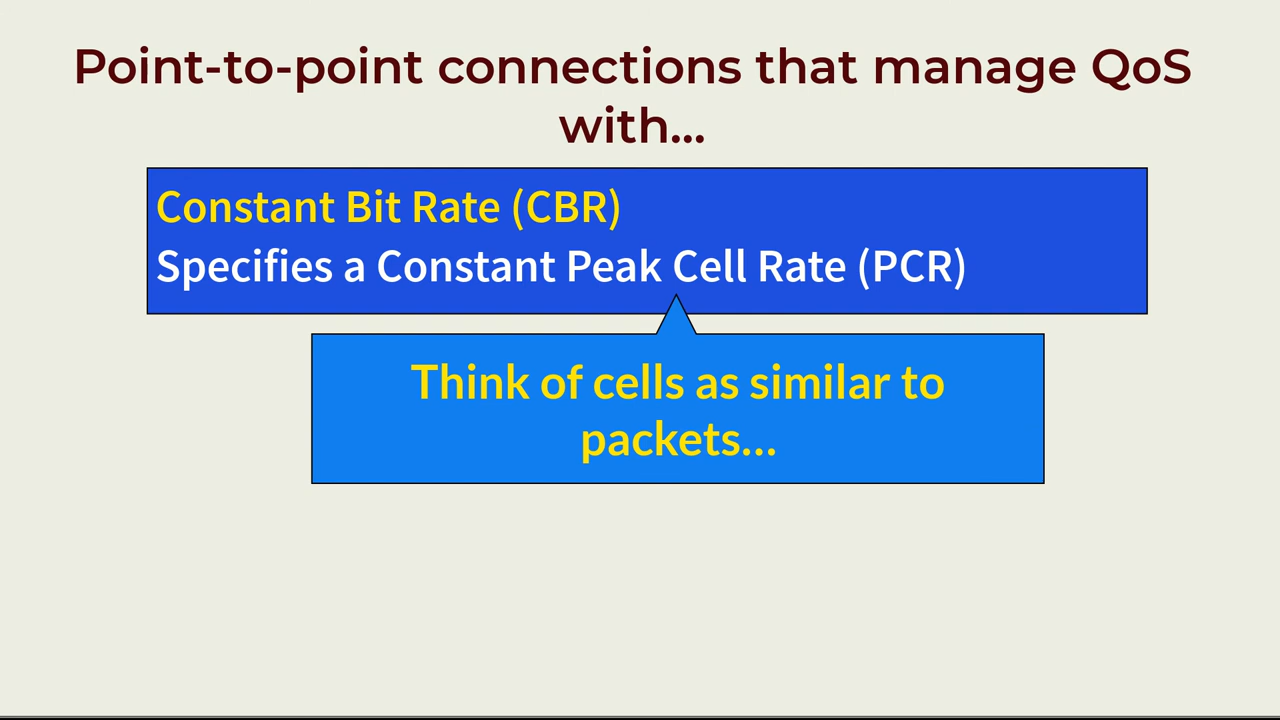 Point-to-point connections that manage QoS
with...
Constant Bit Rate (CBR)
Specifies a Constant Peak Cell Rate (PCR)
Think of cells as similar to
packets...